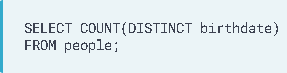 SELECT COUNT(DISTINCT birthdate)
FROM people;